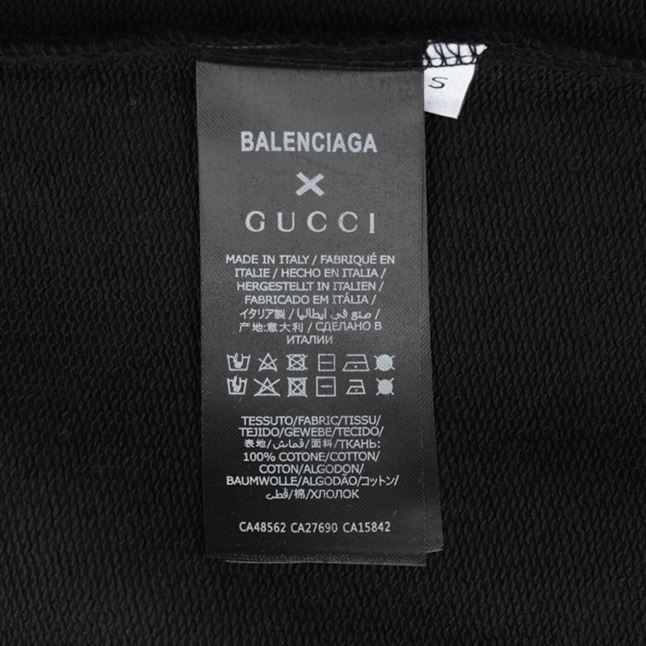 S
BALENCIAGA
X
GUCCI
MADE IN ITALY / FABRIQUÉ EN
ITALIE / HECHO EN ITALIA /
HERGESTELLT IN ITALIEN /
FABRICADO EM ITÁLIA /
イタリア製 / صنع في إيطاليا /
产地:意大利 / СДЕЛАНО В
ИТАЛИИ
TESSUTO/FABRIC/TISSU/
TEJIDO/GEWEBE/TECIDO/
表地/قماش/面料/ТКАНЬ:
100% COTONE/COTTON/
COTON/ALGODON/
BAUMWOLLE/ALGODÃO/コットン/
قطن/棉/ХЛОПОК
CA48562 CA27690 CA15842